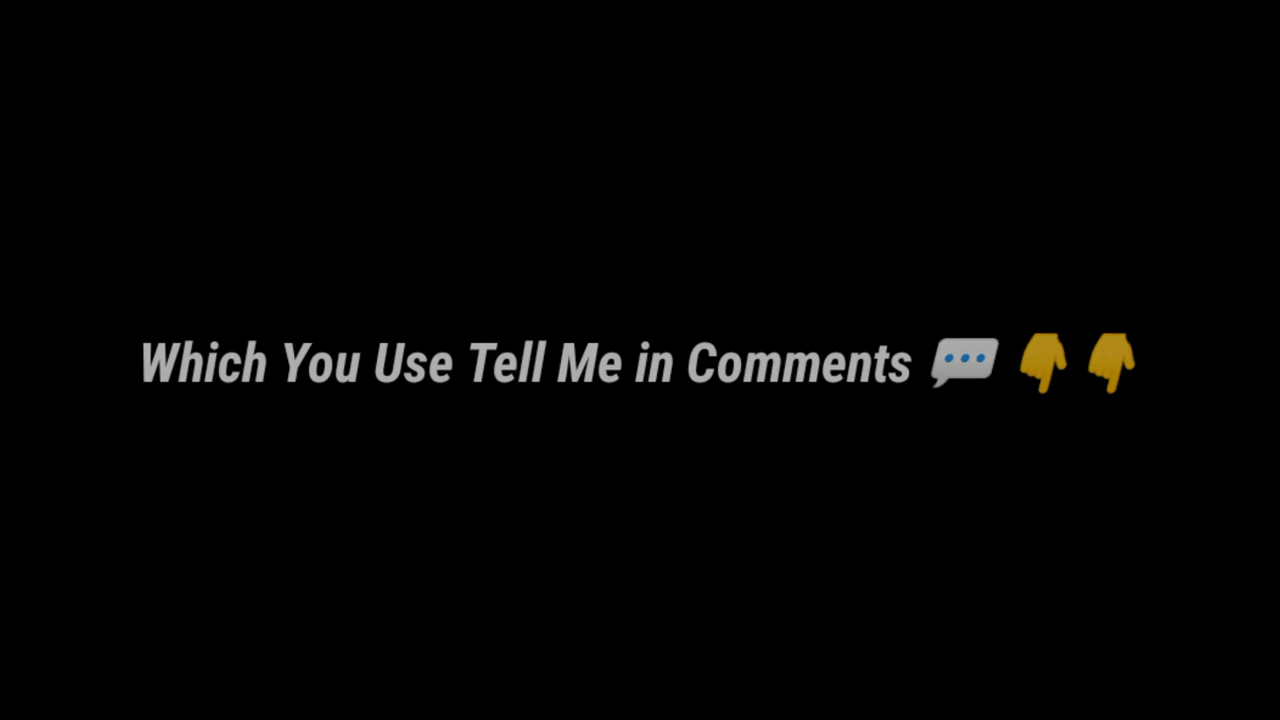 Which You Use Tell Me in Comments 💬 👇 👇